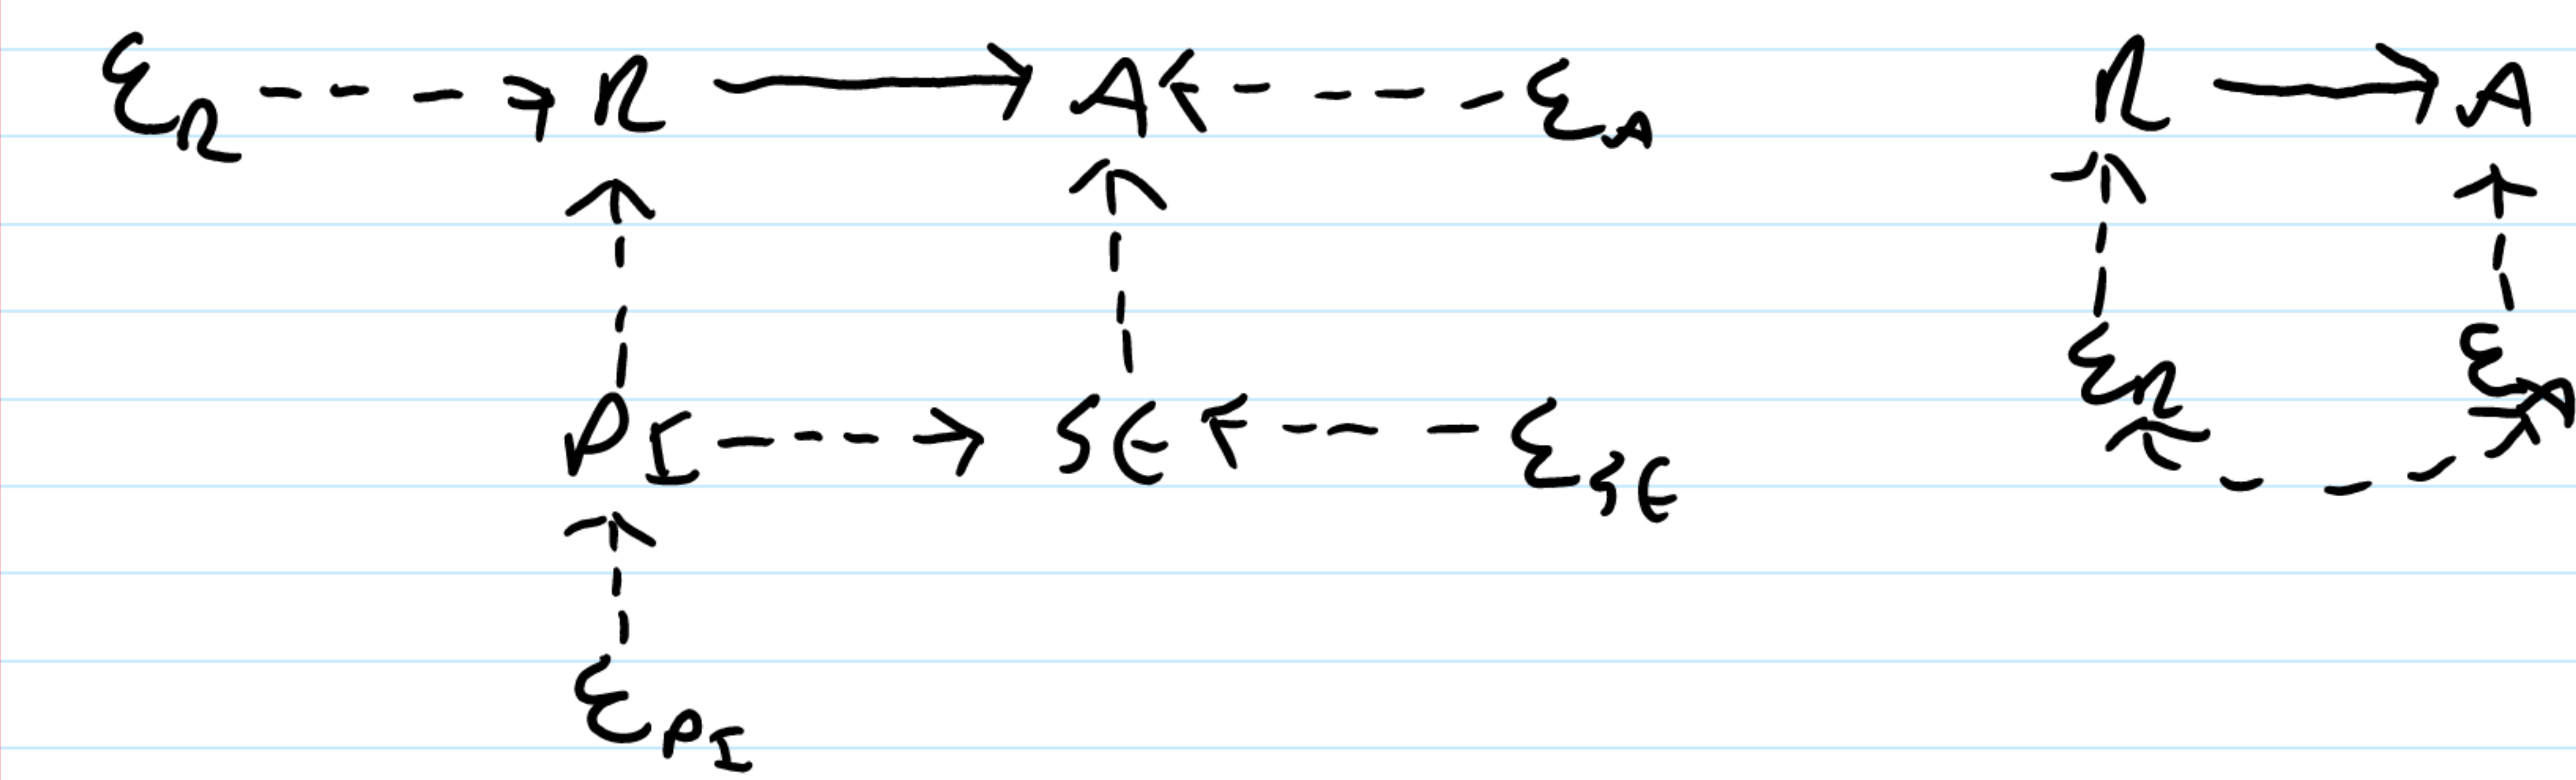 ε_R → R → A ← ε_A R → A
ε_R ε_A
PI → SE ← ε_SE
ε_PI